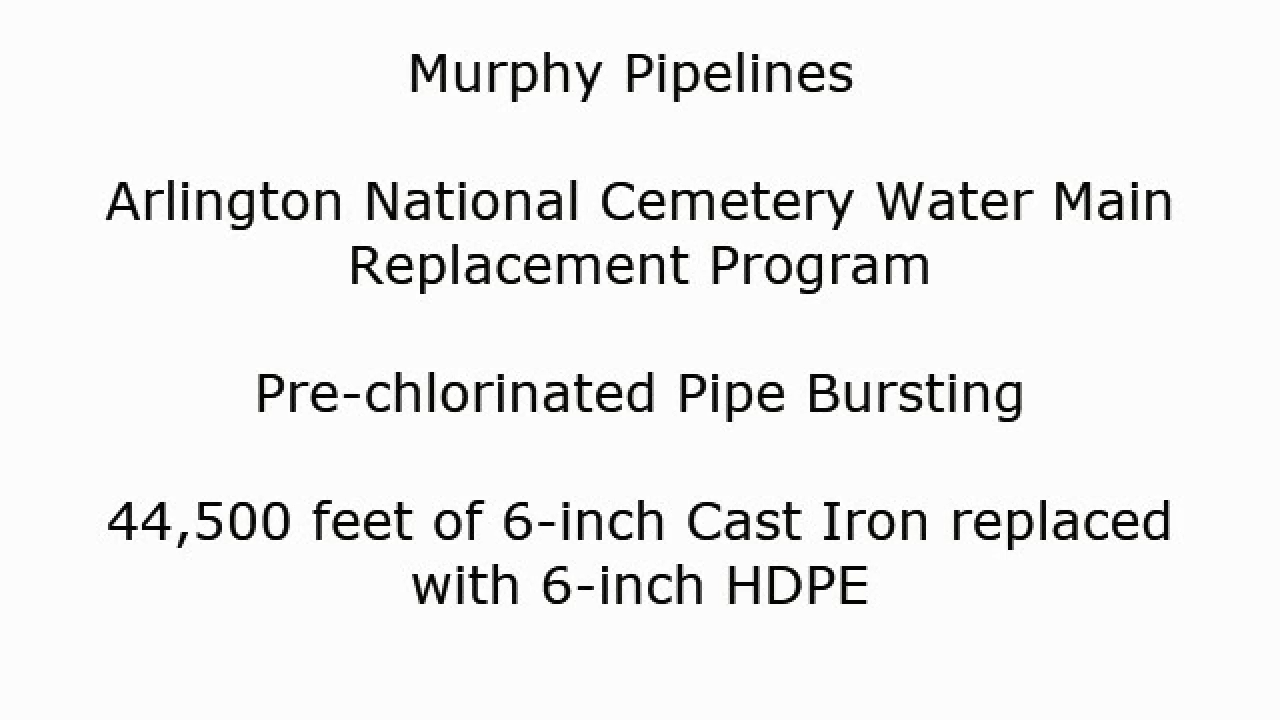 Murphy Pipelines
Arlington National Cemetery Water Main
Replacement Program
Pre-chlorinated Pipe Bursting
44,500 feet of 6-inch Cast Iron replaced
with 6-inch HDPE